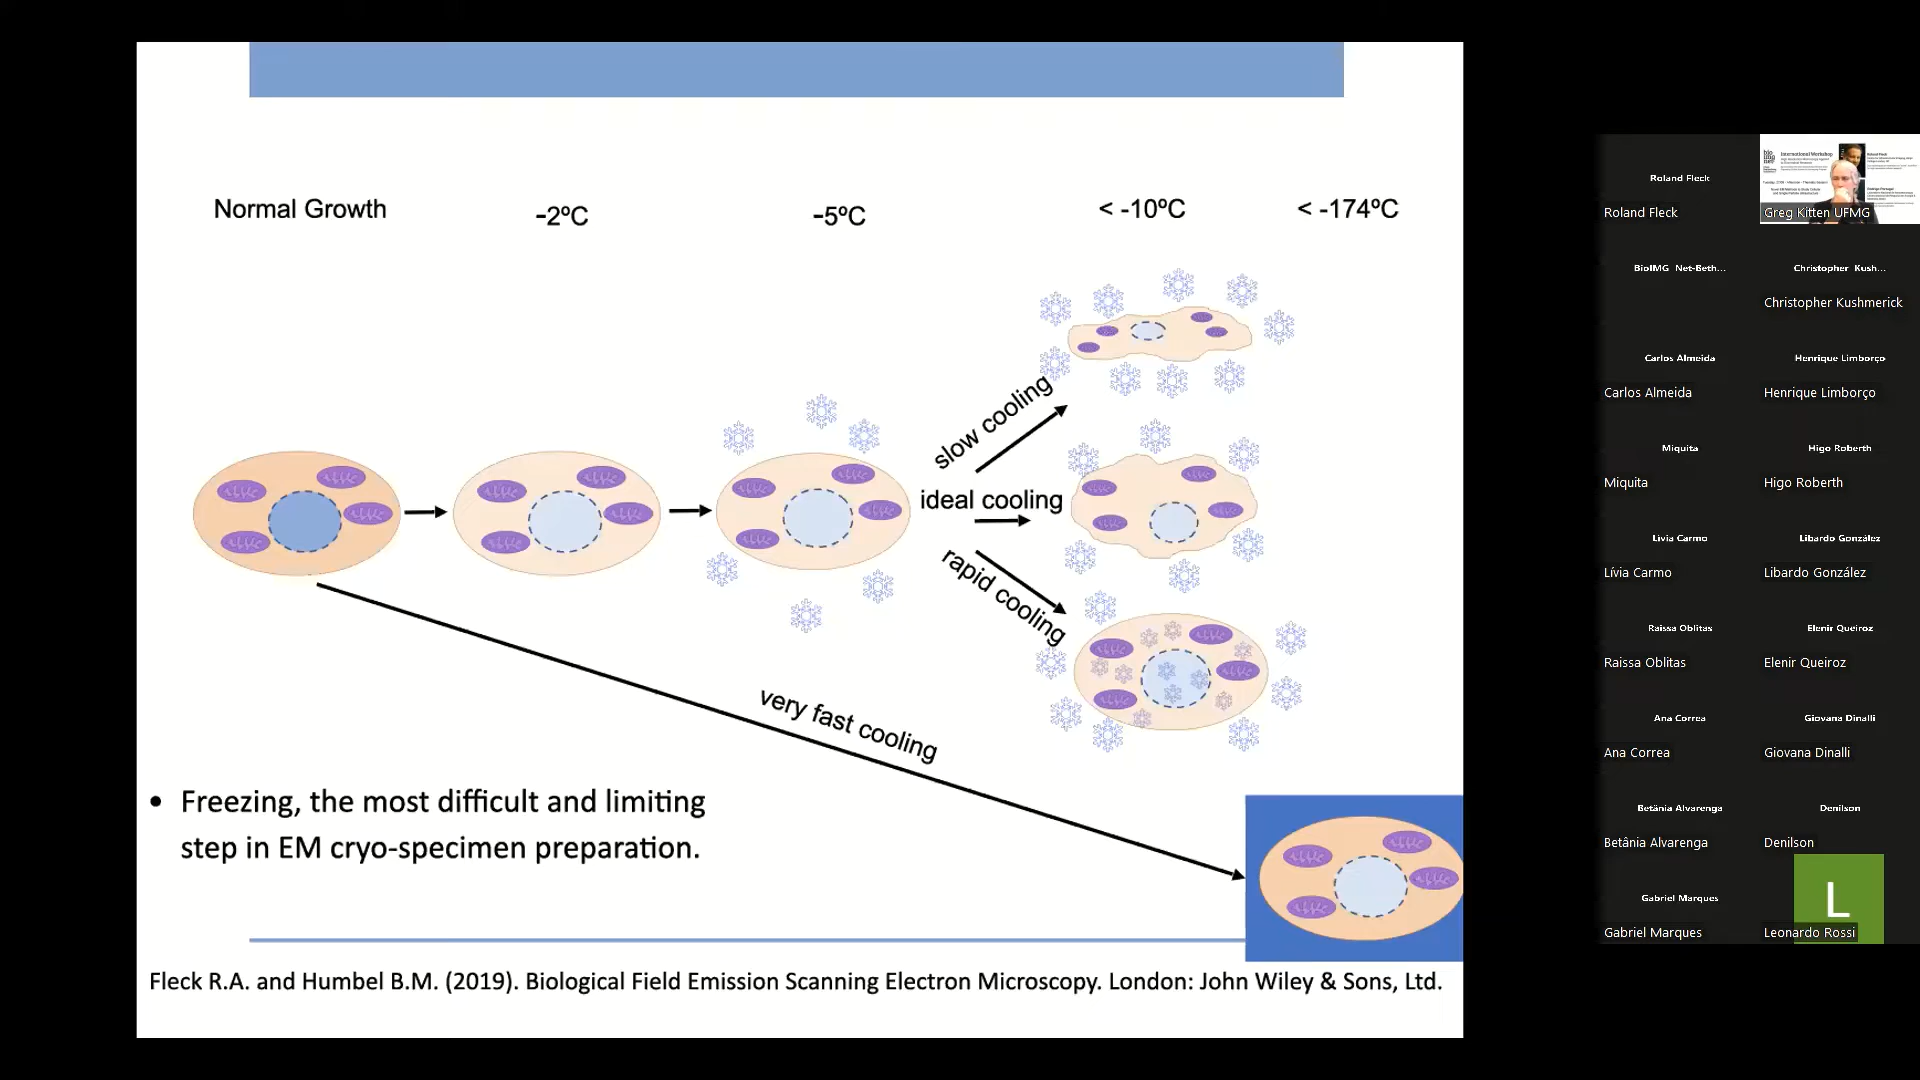 Normal Growth
-2ºC
-5ºC
< -10ºC
< -174ºC
slow cooling
ideal cooling
rapid cooling
very fast cooling
• Freezing, the most difficult and limiting
step in EM cryo-specimen preparation.
Fleck R.A. and Humbel B.M. (2019). Biological Field Emission Scanning Electron Microscopy. London: John Wiley & Sons, Ltd.
Roland Fleck
Roland Fleck
International Workshop
Greg Kitten UFMG
BioIMG Net-Beth...
Christopher Kush...
Christopher Kushmerick
Carlos Almeida
Henrique Limborço
Carlos Almeida
Henrique Limborço
Miquita
Higo Roberth
Miquita
Higo Roberth
Lívia Carmo
Libardo González
Lívia Carmo
Libardo González
Raissa Oblitas
Elenir Queiroz
Raissa Oblitas
Elenir Queiroz
Ana Correa
Giovana Dinalli
Ana Correa
Giovana Dinalli
Betânia Alvarenga
Denilson
Betânia Alvarenga
Denilson
Gabriel Marques
L
Gabriel Marques
Leonardo Rossi